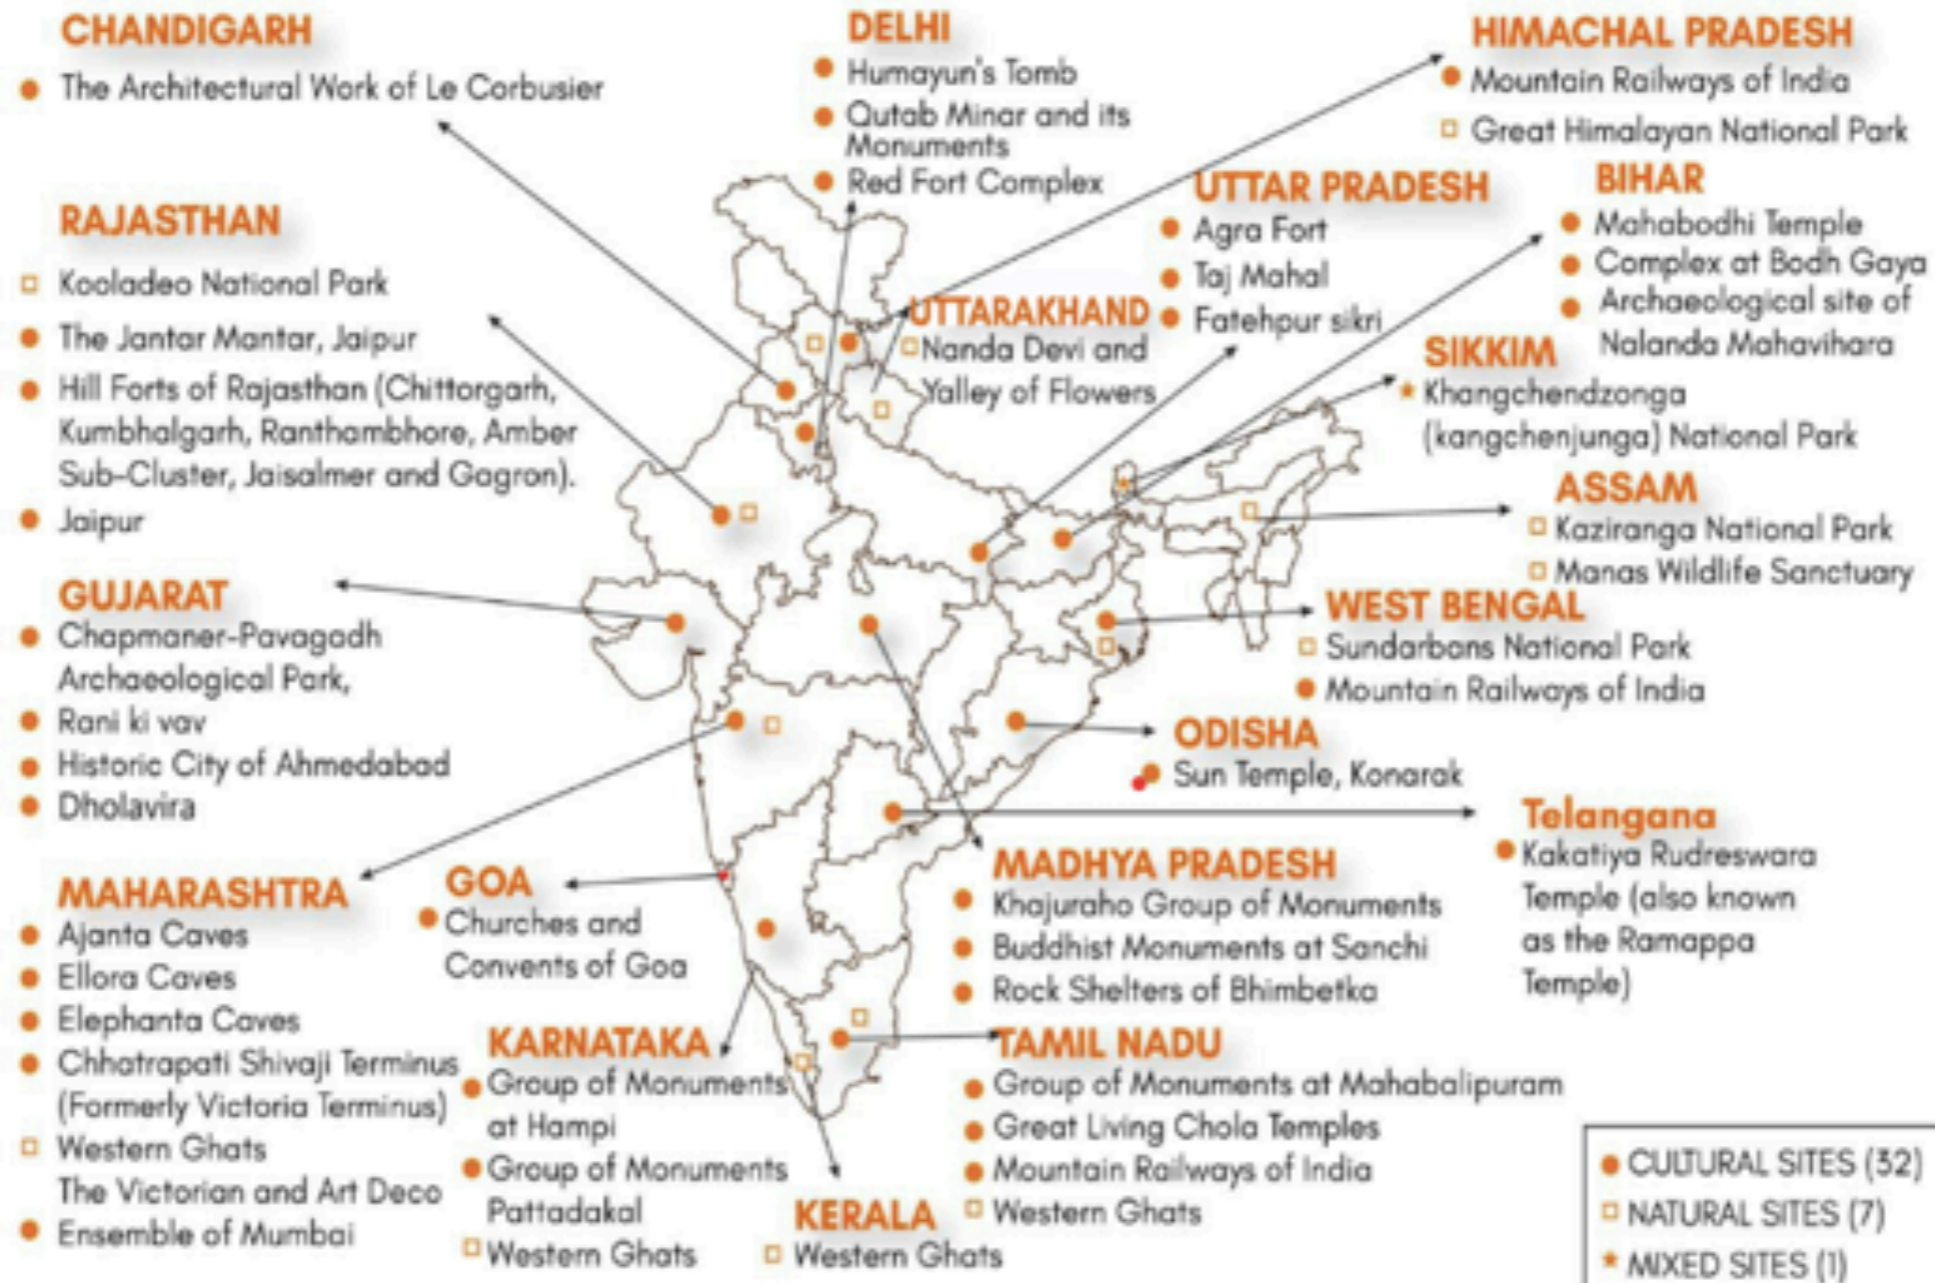 CHANDIGARH
The Architectural Work of Le Corbusier
DELHI
Humayun's Tomb
Qutab Minar and its
Monuments
Red Fort Complex
HIMACHAL PRADESH
Mountain Railways of India
Great Himalayan National Park
RAJASTHAN
Kooladeo National Park
The Jantar Mantar, Jaipur
Hill Forts of Rajasthan (Chittorgarh,
Kumbhalgarh, Ranthambhore, Amber
Sub-Cluster, Jaisalmer and Gagron).
Jaipur
UTTARAKHAND
Nanda Devi and
Yalley of Flowers
UTTAR PRADESH
Agra Fort
Taj Mahal
Fatehpur sikri
BIHAR
Mahabodhi Temple
Complex at Bodh Gaya
Archaeological site of
Nalanda Mahavihara
SIKKIM
Khangchendzonga
(kangchenjunga) National Park
ASSAM
Kaziranga National Park
Manas Wildlife Sanctuary
GUJARAT
Chapmaner-Pavagadh
Archaeological Park,
Rani ki vav
Historic City of Ahmedabad
Dholavira
WEST BENGAL
Sundarbans National Park
Mountain Railways of India
ODISHA
Sun Temple, Konarak
Telangana
Kakatiya Rudreswara
Temple (also known
as the Ramappa
Temple)
MAHARASHTRA
Ajanta Caves
Ellora Caves
Elephanta Caves
Chhatrapati Shivaji Terminus
(Formerly Victoria Terminus)
Western Ghats
The Victorian and Art Deco
Ensemble of Mumbai
GOA
Churches and
Convents of Goa
MADHYA PRADESH
Khajuraho Group of Monuments
Buddhist Monuments at Sanchi
Rock Shelters of Bhimbetka
KARNATAKA
Group of Monuments
at Hampi
Group of Monuments
Pattadakal
Western Ghats
KERALA
Western Ghats
TAMIL NADU
Group of Monuments at Mahabalipuram
Great Living Chola Temples
Mountain Railways of India
Western Ghats
CULTURAL SITES (32)
NATURAL SITES (7)
MIXED SITES (1)